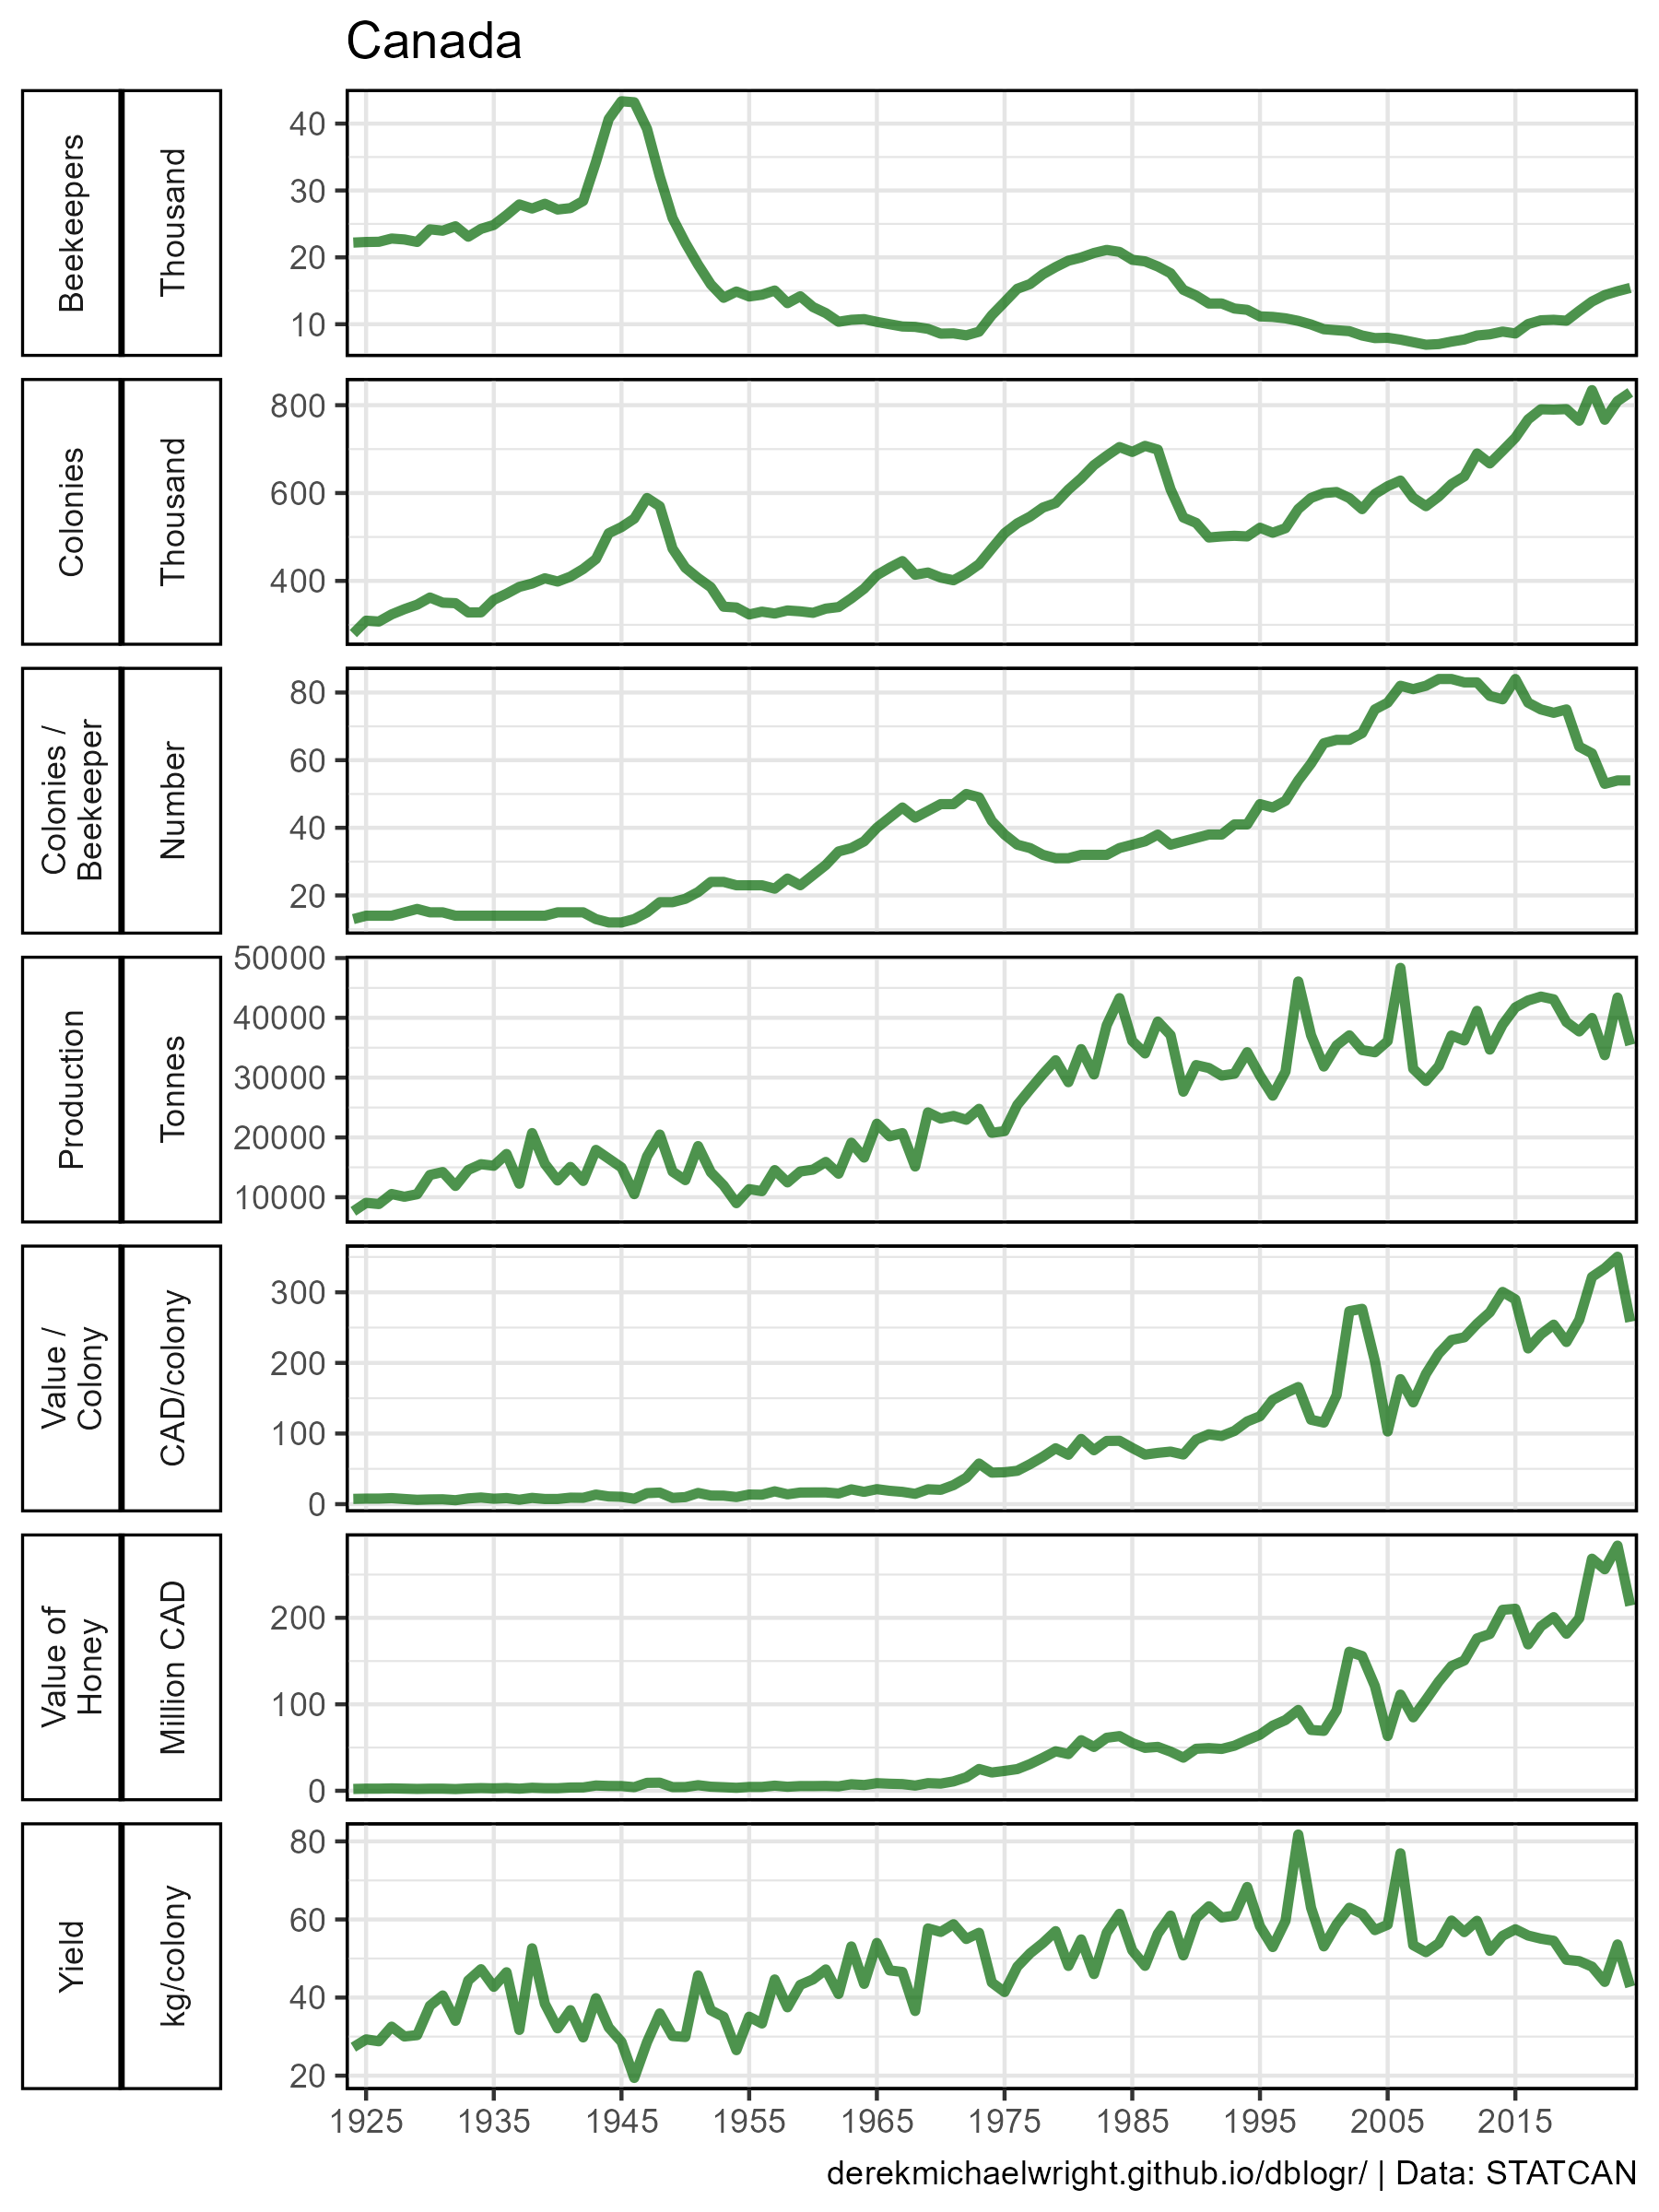 Canada
Beekeepers
Thousand
40
30
20
10
Colonies
Thousand
800
600
400
Colonies /
Beekeeper
Number
80
60
40
20
Production
Tonnes
50000
40000
30000
20000
10000
Value /
Colony
CAD/colony
300
200
100
0
Value of
Honey
Million CAD
200
100
0
Yield
kg/colony
80
60
40
20
1925 1935 1945 1955 1965 1975 1985 1995 2005 2015
derekmichaelwright.github.io/dblogr/ | Data: STATCAN